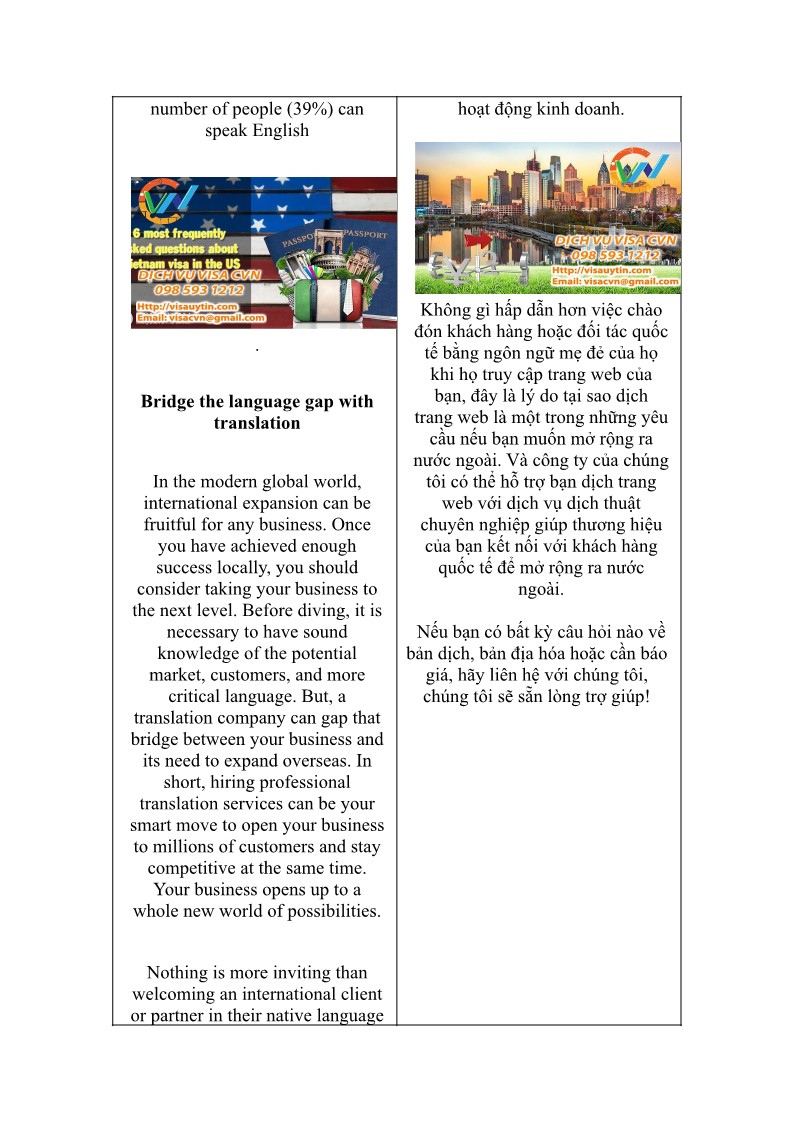 number of people (39%) can
speak English
6 most frequently
sked questions about
ietnam visa in the US
PASSPORT
PASSPORT
DỊCH VỤ VISA CVN
098 593 1212
Http://visauytin.com
Email: visacvn@gmail.com
.
Bridge the language gap with
translation
In the modern global world,
international expansion can be
fruitful for any business. Once
you have achieved enough
success locally, you should
consider taking your business to
the next level. Before diving, it is
necessary to have sound
knowledge of the potential
market, customers, and more
critical language. But, a
translation company can gap that
bridge between your business and
its need to expand overseas. In
short, hiring professional
translation services can be your
smart move to open your business
to millions of customers and stay
competitive at the same time.
Your business opens up to a
whole new world of possibilities.
Nothing is more inviting than
welcoming an international client
or partner in their native language
hoạt động kinh doanh.
DỊCH VỤ VISA CVN
098 593 1212
Http://visauytin.com
Email: visacvn@gmail.com
Không gì hấp dẫn hơn việc chào
đón khách hàng hoặc đối tác quốc
tế bằng ngôn ngữ mẹ đẻ của họ
khi họ truy cập trang web của
bạn, đây là lý do tại sao dịch
trang web là một trong những yêu
cầu nếu bạn muốn mở rộng ra
nước ngoài. Và công ty của chúng
tôi có thể hỗ trợ bạn dịch trang
web với dịch vụ dịch thuật
chuyên nghiệp giúp thương hiệu
của bạn kết nối với khách hàng
quốc tế để mở rộng ra nước
ngoài.
Nếu bạn có bất kỳ câu hỏi nào về
bản dịch, bản địa hóa hoặc cần báo
giá, hãy liên hệ với chúng tôi,
chúng tôi sẽ sẵn lòng trợ giúp!